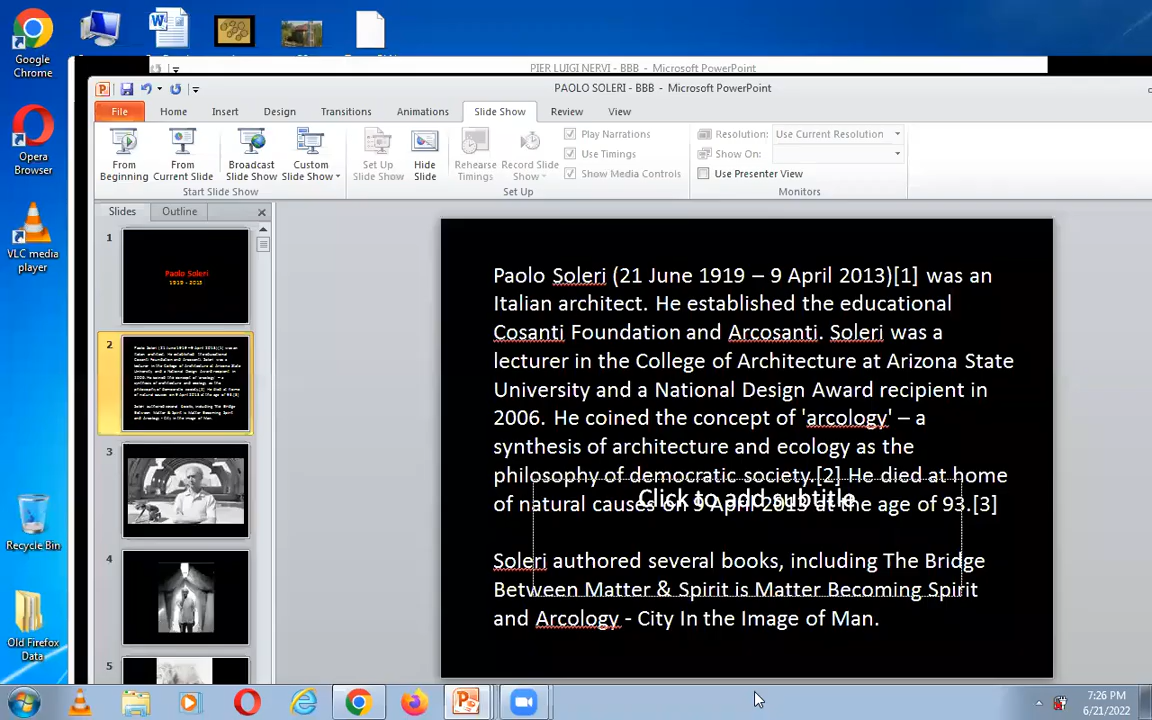 Google Chrome
Opera Browser
VLC media player
Recycle Bin
Old Firefox Data
PIER LUIGI NERVI - BBB - Microsoft PowerPoint
PAOLO SOLERI - BBB - Microsoft PowerPoint
File Home Insert Design Transitions Animations Slide Show Review View
From Beginning
From Current Slide
Broadcast Slide Show
Custom Slide Show
Set Up Slide Show
Hide Slide
Rehearse Timings
Record Slide Show
Play Narrations
Use Timings
Show Media Controls
Resolution: Use Current Resolution
Show On:
Use Presenter View
Start Slide Show
Set Up
Monitors
Slides Outline
1
Paolo Soleri
1919 - 2013
2
3
4
5
Paolo Soleri (21 June 1919 – 9 April 2013)[1] was an
Italian architect. He established the educational
Cosanti Foundation and Arcosanti. Soleri was a
lecturer in the College of Architecture at Arizona State
University and a National Design Award recipient in
2006. He coined the concept of 'arcology' – a
synthesis of architecture and ecology as the
philosophy of democratic society.[2] He died at home
of natural causes on 9 April 2013 at the age of 93.[3]
Click to add subtitle
Soleri authored several books, including The Bridge
Between Matter & Spirit is Matter Becoming Spirit
and Arcology - City In the Image of Man.
7:26 PM
6/21/2022